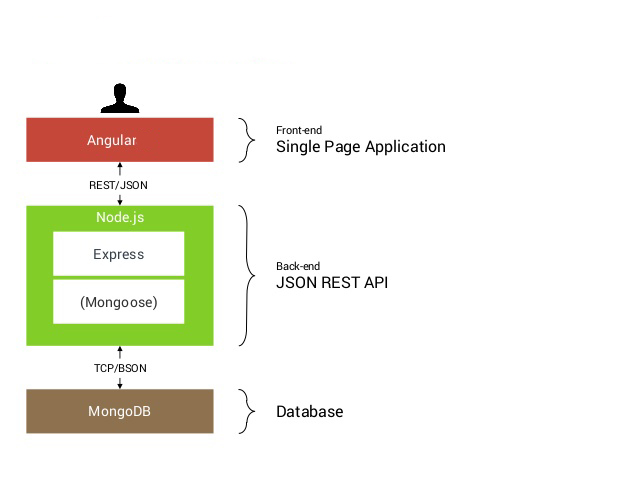 Angular
Front-end
Single Page Application
REST/JSON
Node.js
Express
(Mongoose)
Back-end
JSON REST API
TCP/BSON
MongoDB
Database